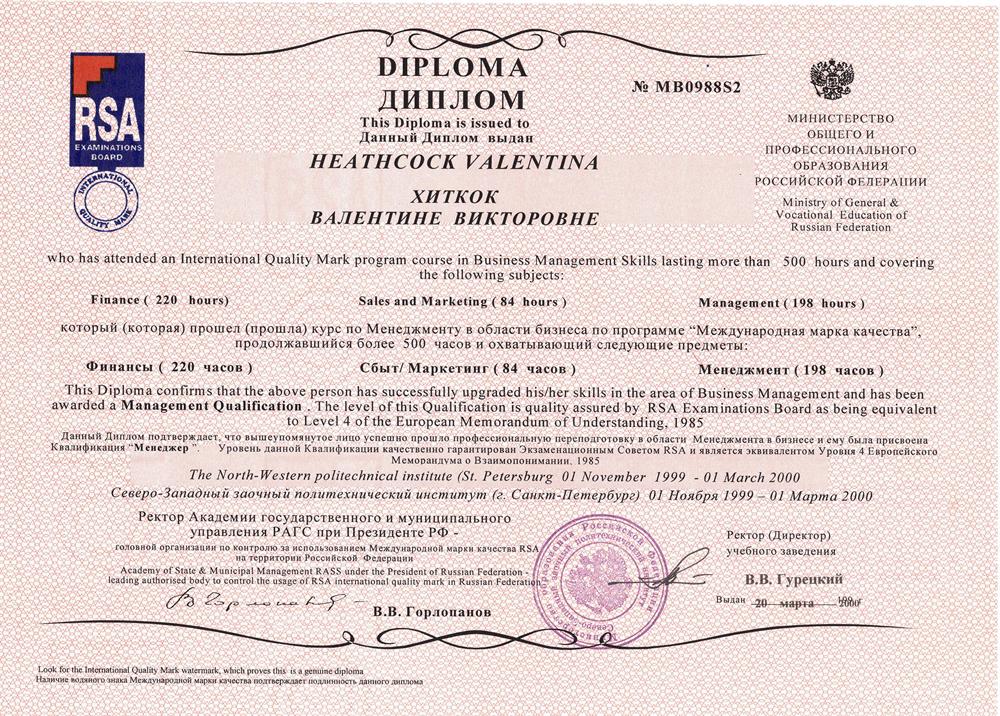 RSA
EXAMINATIONS
BOARD
INTERNATIONAL
QUALITY MARK
DIPLOMA
ДИПЛОМ
This Diploma is issued to
Данный Диплом выдан
№ MB0988S2
HEATHCOCK VALENTINA
ХИТКОК
ВАЛЕНТИНЕ ВИКТОРОВНЕ
МИНИСТЕРСТВО
ОБЩЕГО И
ПРОФЕССИОНАЛЬНОГО
ОБРАЗОВАНИЯ
РОССИЙСКОЙ ФЕДЕРАЦИИ
Ministry of General &
Vocational Education of
Russian Federation
who has attended an International Quality Mark program course in Business Management Skills lasting more than 500 hours and covering
the following subjects:
Finance ( 220 hours) Sales and Marketing ( 84 hours ) Management ( 198 hours )
который (которая) прошел (прошла) курс по Менеджменту в области бизнеса по программе “Международная марка качества”,
продолжавшийся более 500 часов и охватывающий следующие предметы:
Финансы ( 220 часов ) Сбыт/ Маркетинг ( 84 часов ) Менеджмент ( 198 часов )
This Diploma confirms that the above person has successfully upgraded his/her skills in the area of Business Management and has been
awarded a Management Qualification . The level of this Qualification is quality assured by RSA Examinations Board as being equivalent
to Level 4 of the European Memorandum of Understanding, 1985
Данный Диплом подтверждает, что вышеупомянутое лицо успешно прошло профессиональную переподготовку в области Менеджмента в бизнесе и ему была присвоена
Квалификация “Менеджер ”. Уровень данной Квалификации качественно гарантирован Экзаменационным Советом RSA и является эквивалентом Уровня 4 Европейского
Меморандума о Взаимопонимании, 1985
The North-Western politechnical institute (St. Petersburg 01 November 1999 - 01 March 2000
Северо-Западный заочный политехнический институт (г. Санкт-Петербург) 01 Ноября 1999 – 01 Марта 2000
Ректор Академии государственного и муниципального
управления РАГС при Президенте РФ -
головной организации по контролю за использованием Международной марки качества RSA
на территории Российской Федерации
Academy of State & Municipal Management RASS under the President of Russian Federation -
leading authorised body to control the usage of RSA international quality mark in Russian Federation
В.В. Горлопанов
Ректор (Директор)
учебного заведения
В.В. Гурецкий
Выдан 20 марта 2000 г
Look for the International Quality Mark watermark, which proves this is a genuine diploma
Наличие водяного знака Международной марки качества подтверждает подлинность данного диплома